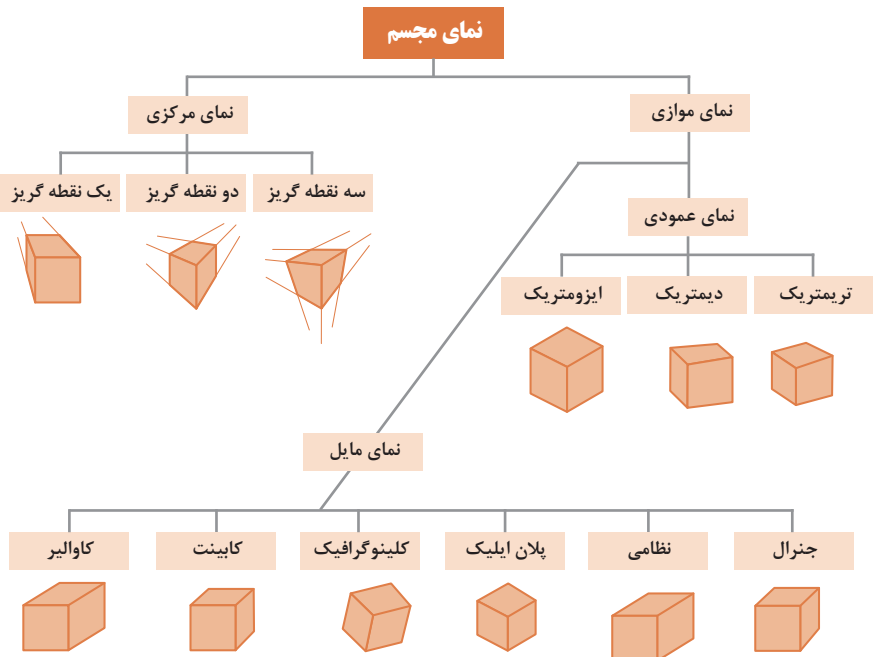 نمای مجسم
نمای موازی
نمای مرکزی
سه نقطه گریز
دو نقطه گریز
یک نقطه گریز
نمای عمودی
تریمتریک
دیمتریک
ایزومتریک
نمای مایل
جنرال
نظامی
پلان ابلیک
کلینوگرافیک
کابینت
کاوالیر